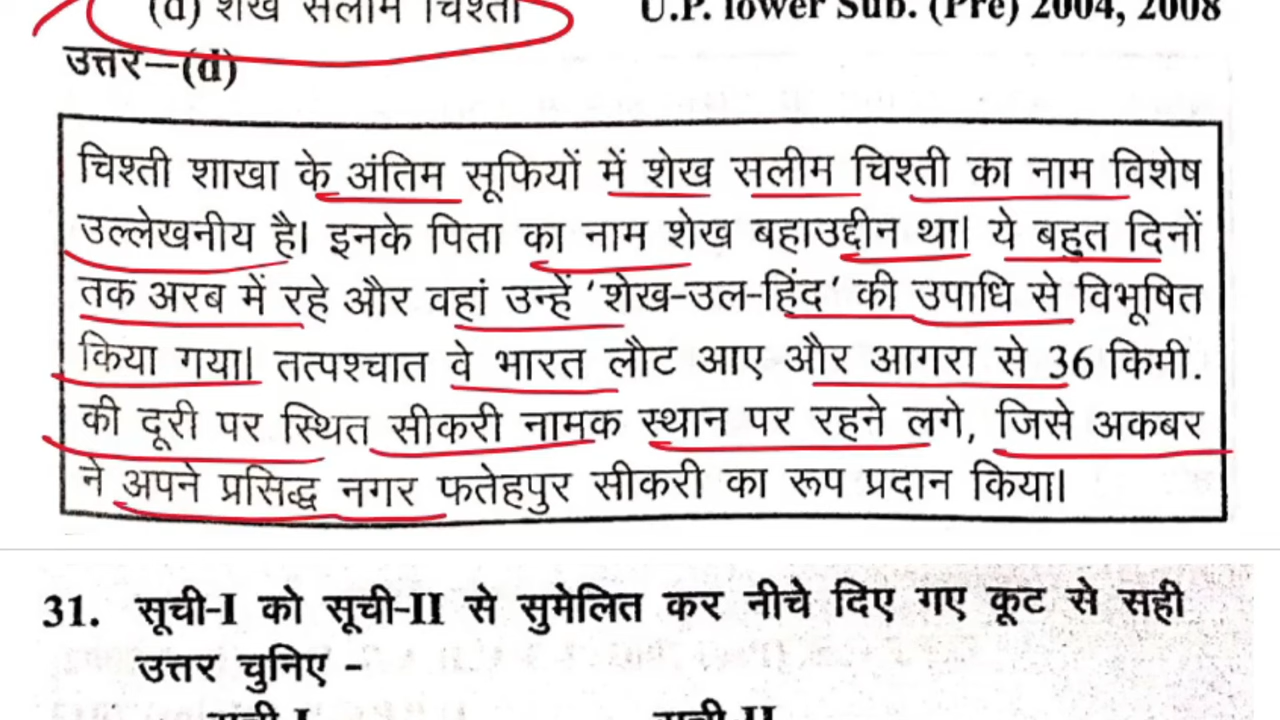 (d) शेख सलीम चिश्ती U.P. lower Sub. (Pre) 2004, 2008
उत्तर—(d)
चिश्ती शाखा के अंतिम सूफियों में शेख सलीम चिश्ती का नाम विशेष
उल्लेखनीय है। इनके पिता का नाम शेख बहाउद्दीन था। ये बहुत दिनों
तक अरब में रहे और वहां उन्हें 'शेख-उल-हिंद' की उपाधि से विभूषित
किया गया। तत्पश्चात वे भारत लौट आए और आगरा से 36 किमी.
की दूरी पर स्थित सीकरी नामक स्थान पर रहने लगे, जिसे अकबर
ने अपने प्रसिद्ध नगर फतेहपुर सीकरी का रूप प्रदान किया।
31. सूची-I को सूची-II से सुमेलित कर नीचे दिए गए कूट से सही
उत्तर चुनिए -
सूची-I सूची-II